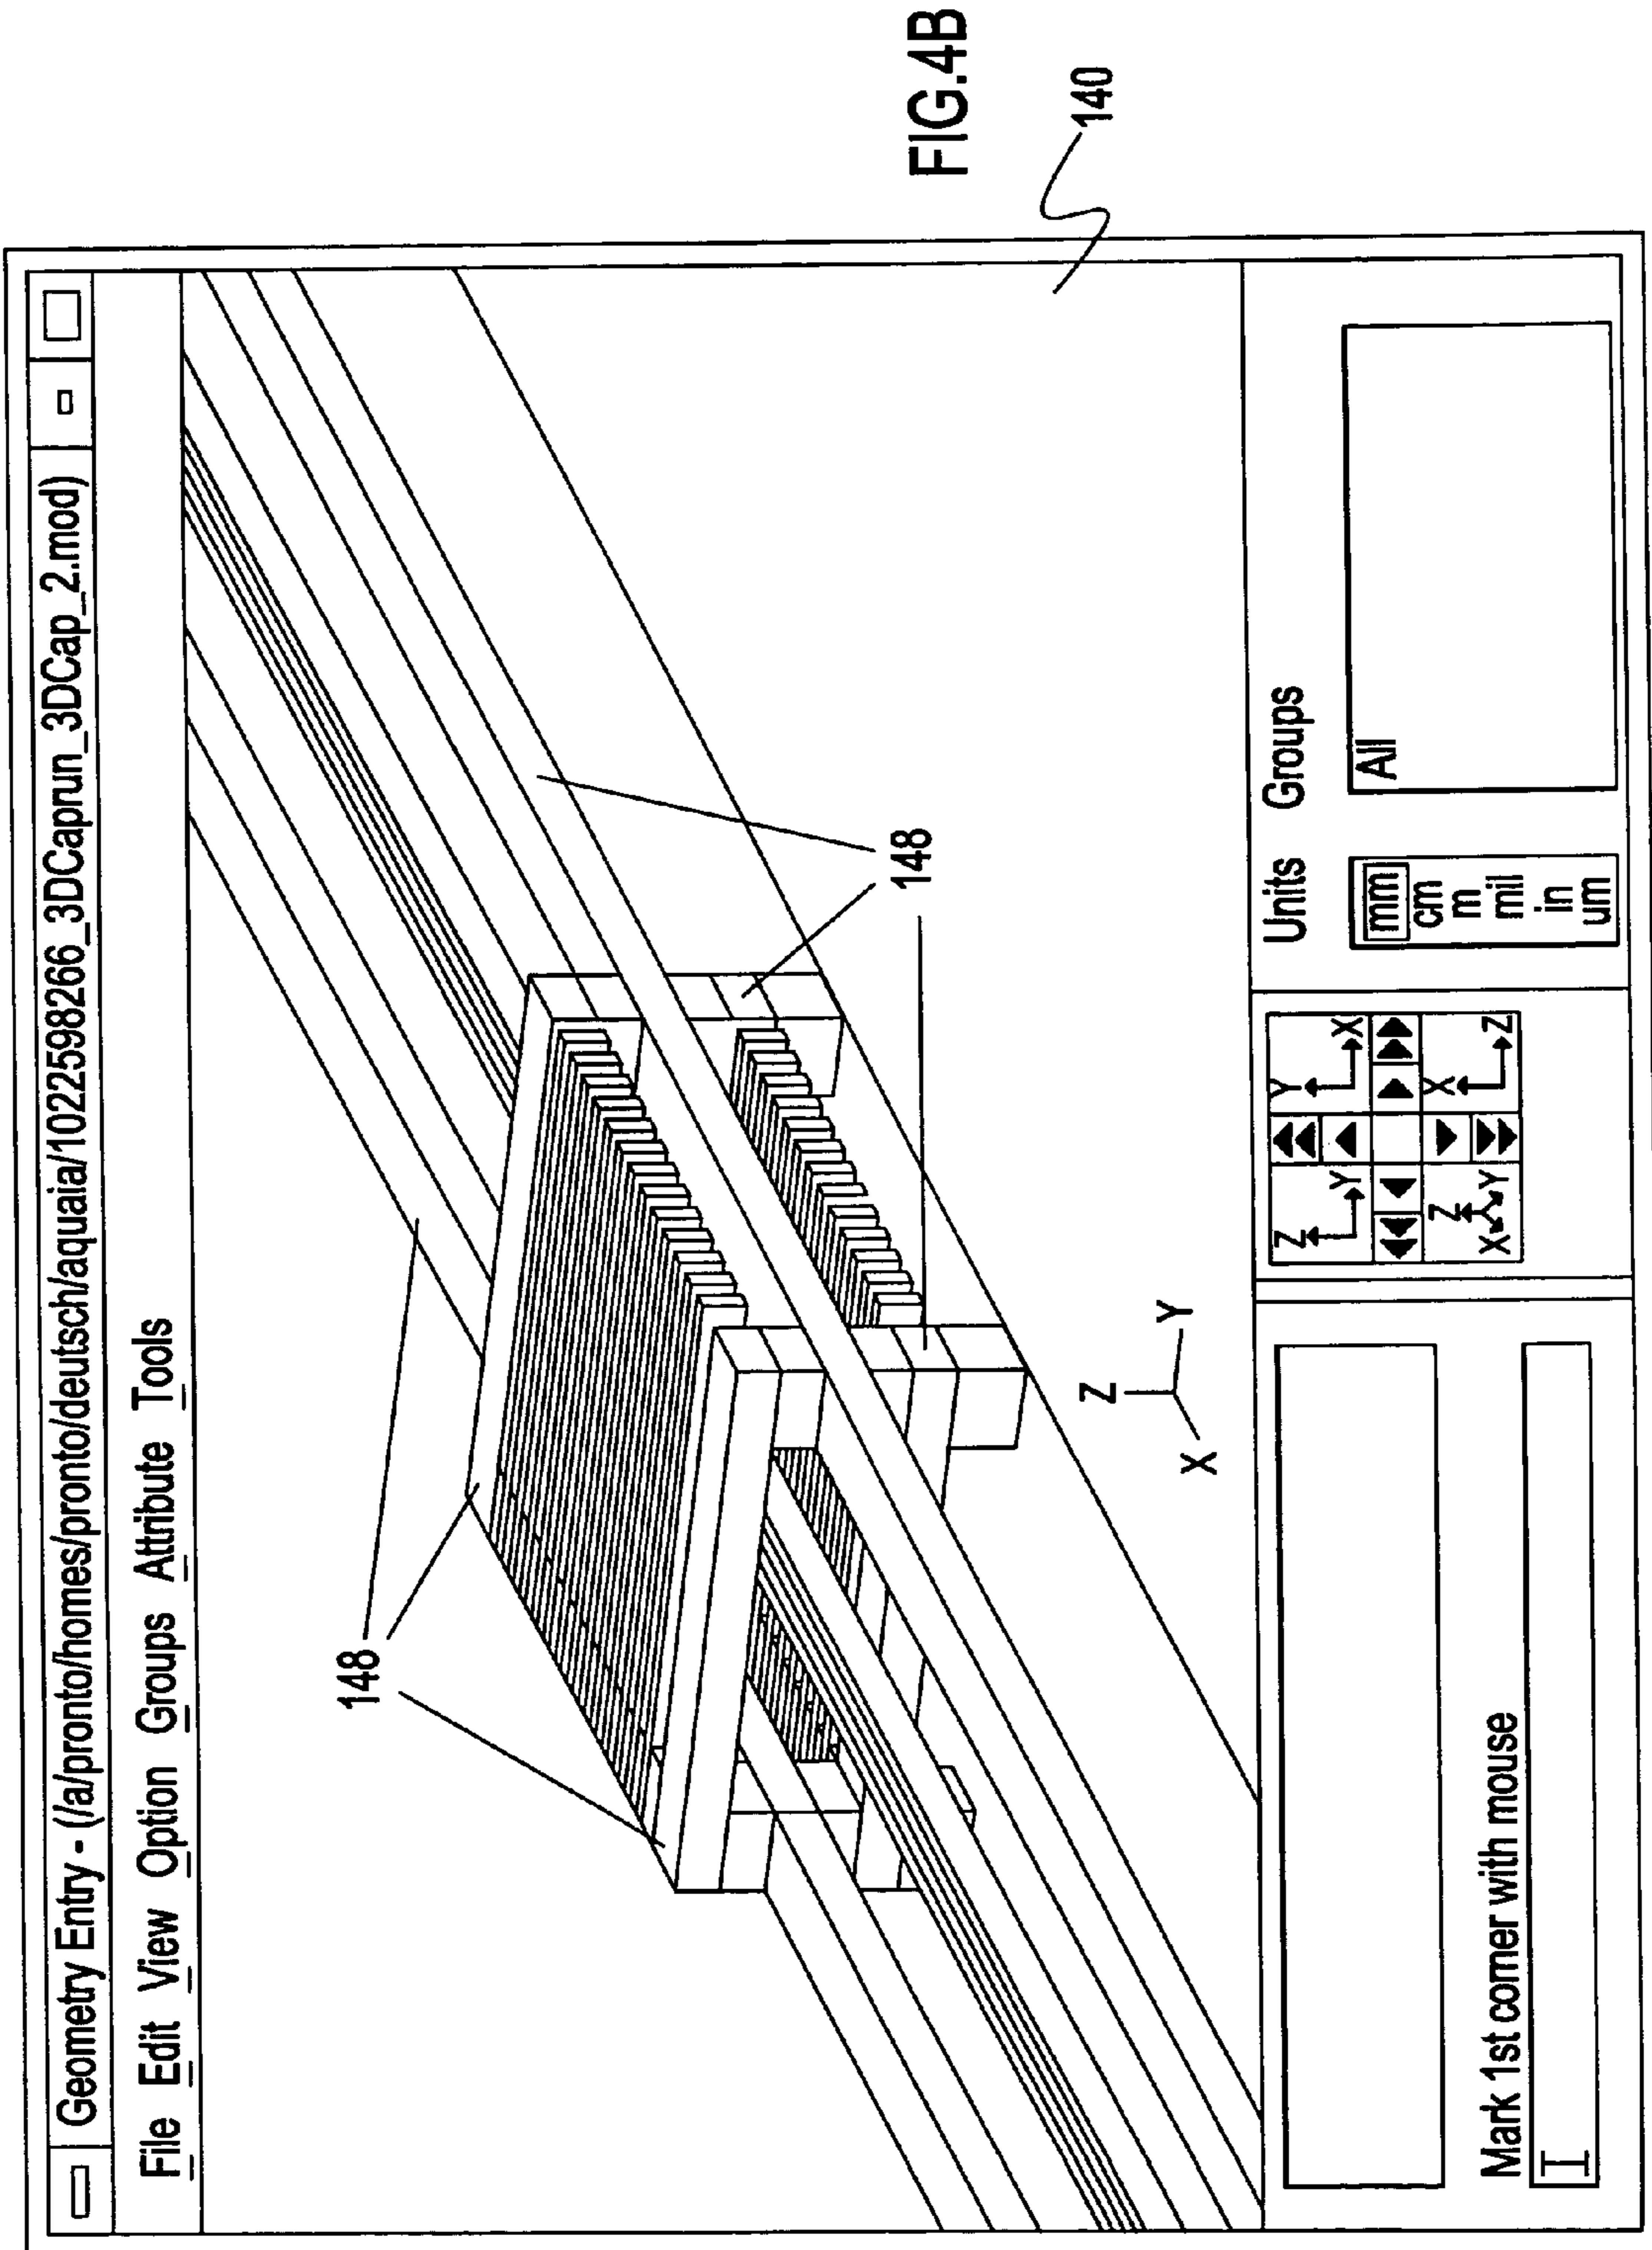 Geometry Entry - (/a/pronto/homes/pronto/deutsch/aquaia/1022598266_3DCaprun_3DCap_2.mod)
File Edit View Option Groups Attribute Tools
148
148
Z
X
Y
FIG.4B
140
Mark 1st corner with mouse
Z
Y
Y
X
Z
X
Y
X
Z
Units
mm
cm
m
mil
in
um
Groups
All